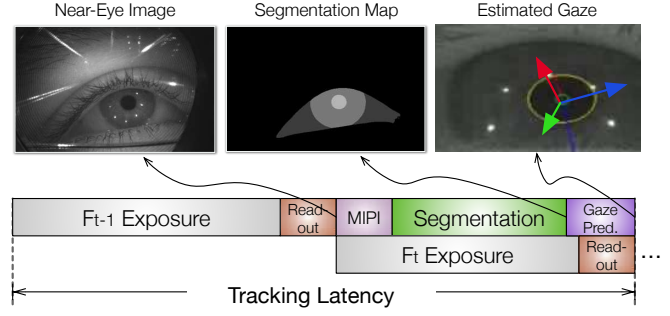 Near-Eye Image Segmentation Map Estimated Gaze
Ft-1 Exposure Read out MIPI Segmentation Gaze Pred.
Ft Exposure Read-out ...
Tracking Latency